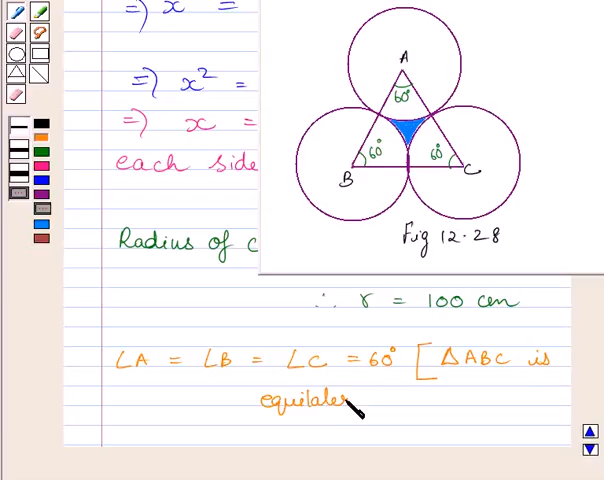 =) x =
=) x² =
=) x =
each side
Radius of c
∴ r = 100 cm
∠A = ∠B = ∠C = 60° [ΔABC is
equilater
A
60°
60°
60°
B
C
Fig 12.28